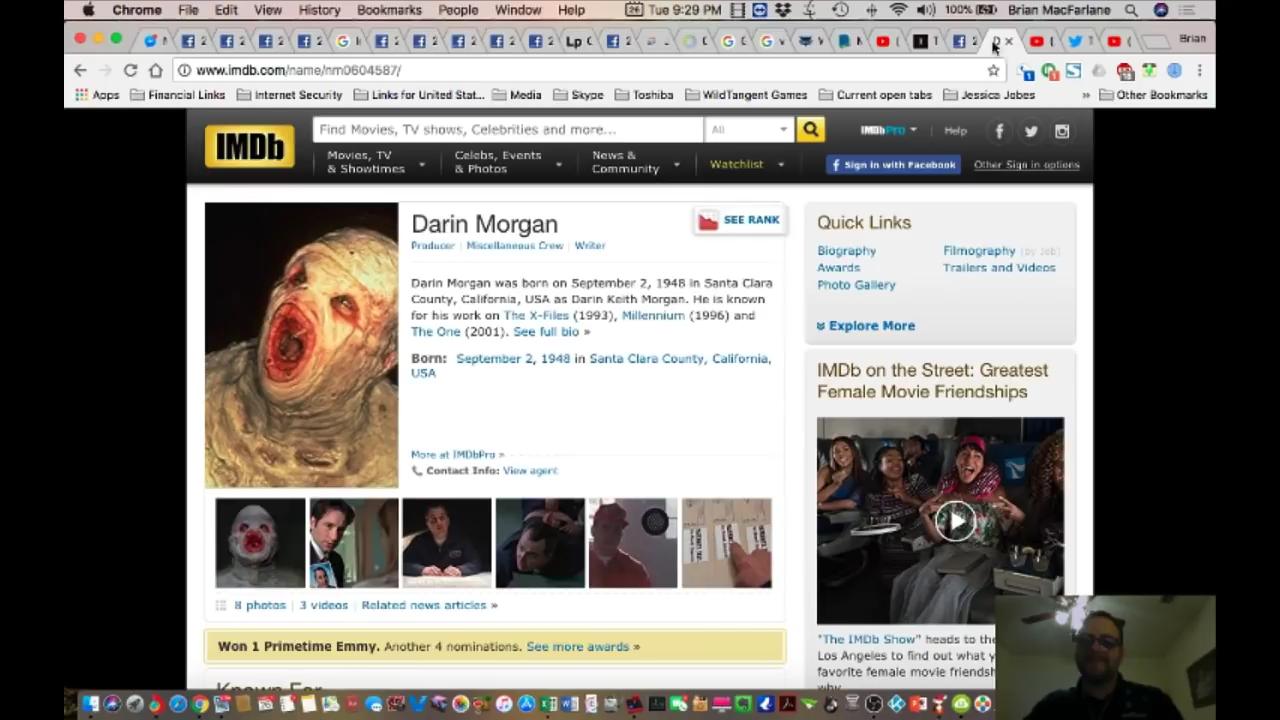 Chrome File Edit View History Bookmarks People Window Help 26 Tue 9:29 PM 100% Brian MacFarlane
Lp Brian
www.imdb.com/name/nm0604587/
Apps Financial Links Internet Security Links for United Stat... Media Skype Toshiba WildTangent Games Current open tabs Jessica Jobes » Other Bookmarks
IMDb Find Movies, TV shows, Celebrities and more... All IMDbPro Help
Movies, TV & Showtimes Celebs, Events & Photos News & Community Watchlist Sign in with Facebook Other Sign in options
Darin Morgan
SEE RANK
Producer | Miscellaneous Crew | Writer
Darin Morgan was born on September 2, 1948 in Santa Clara
County, California, USA as Darin Keith Morgan. He is known
for his work on The X-Files (1993), Millennium (1996) and
The One (2001). See full bio »
Born: September 2, 1948 in Santa Clara County, California,
USA
More at IMDbPro »
Contact Info: View agent
8 photos | 3 videos | Related news articles »
Won 1 Primetime Emmy. Another 4 nominations. See more awards »
Known For
Quick Links
Biography Filmography (by Job)
Awards Trailers and Videos
Photo Gallery
Explore More
IMDb on the Street: Greatest
Female Movie Friendships
"The IMDb Show" heads to the
Los Angeles to find out what
favorite female movie
why